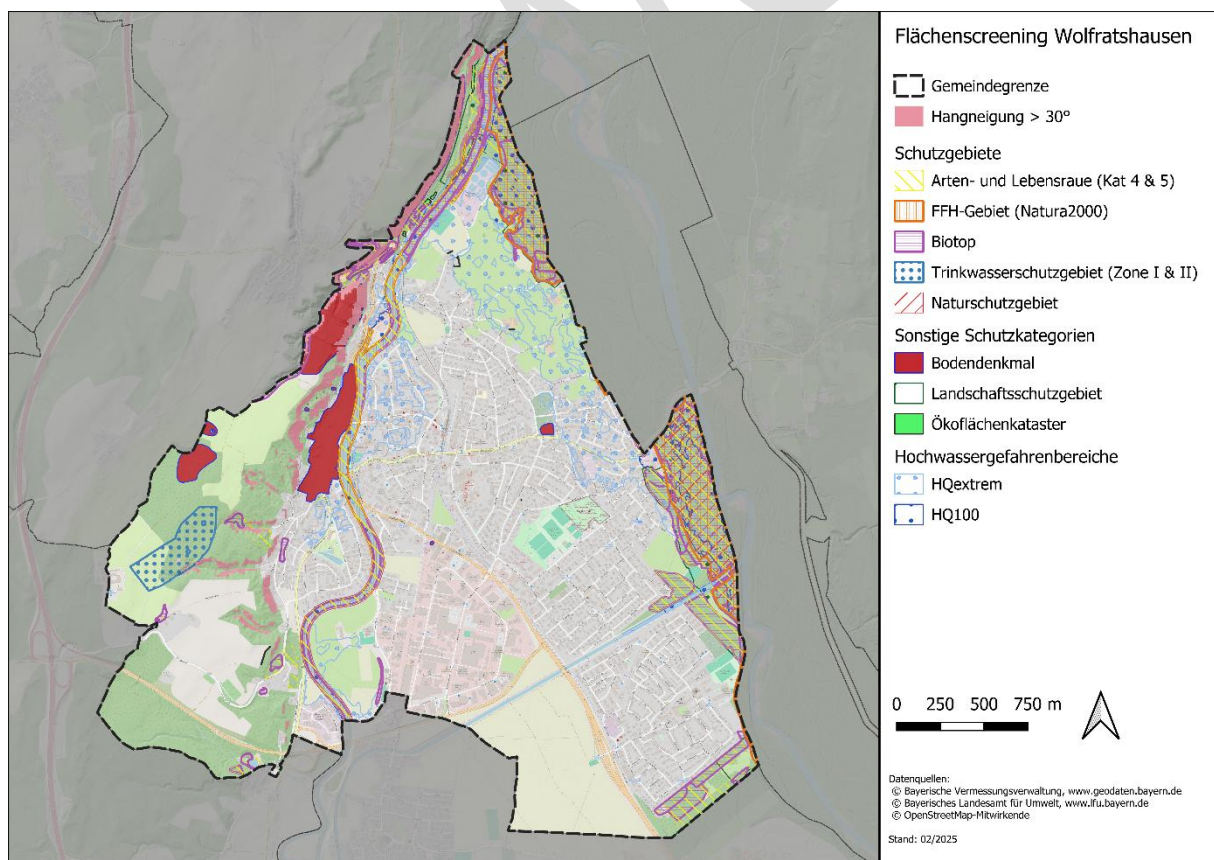 Flächenscreening Wolfratshausen
Gemeindegrenze
Hangneigung > 30°
Schutzgebiete
Arten- und Lebensraue (Kat 4 & 5)
FFH-Gebiet (Natura2000)
Biotop
Trinkwasserschutzgebiet (Zone I & II)
Naturschutzgebiet
Sonstige Schutzkategorien
Bodendenkmal
Landschaftsschutzgebiet
Ökoflächenkataster
Hochwassergefahrenbereiche
HQextrem
HQ100
0 250 500 750 m
Datenquellen:
© Bayerische Vermessungsverwaltung, www.geodaten.bayern.de
© Bayerisches Landesamt für Umwelt, www.lfu.bayern.de
© OpenStreetMap-Mitwirkende
Stand: 02/2025